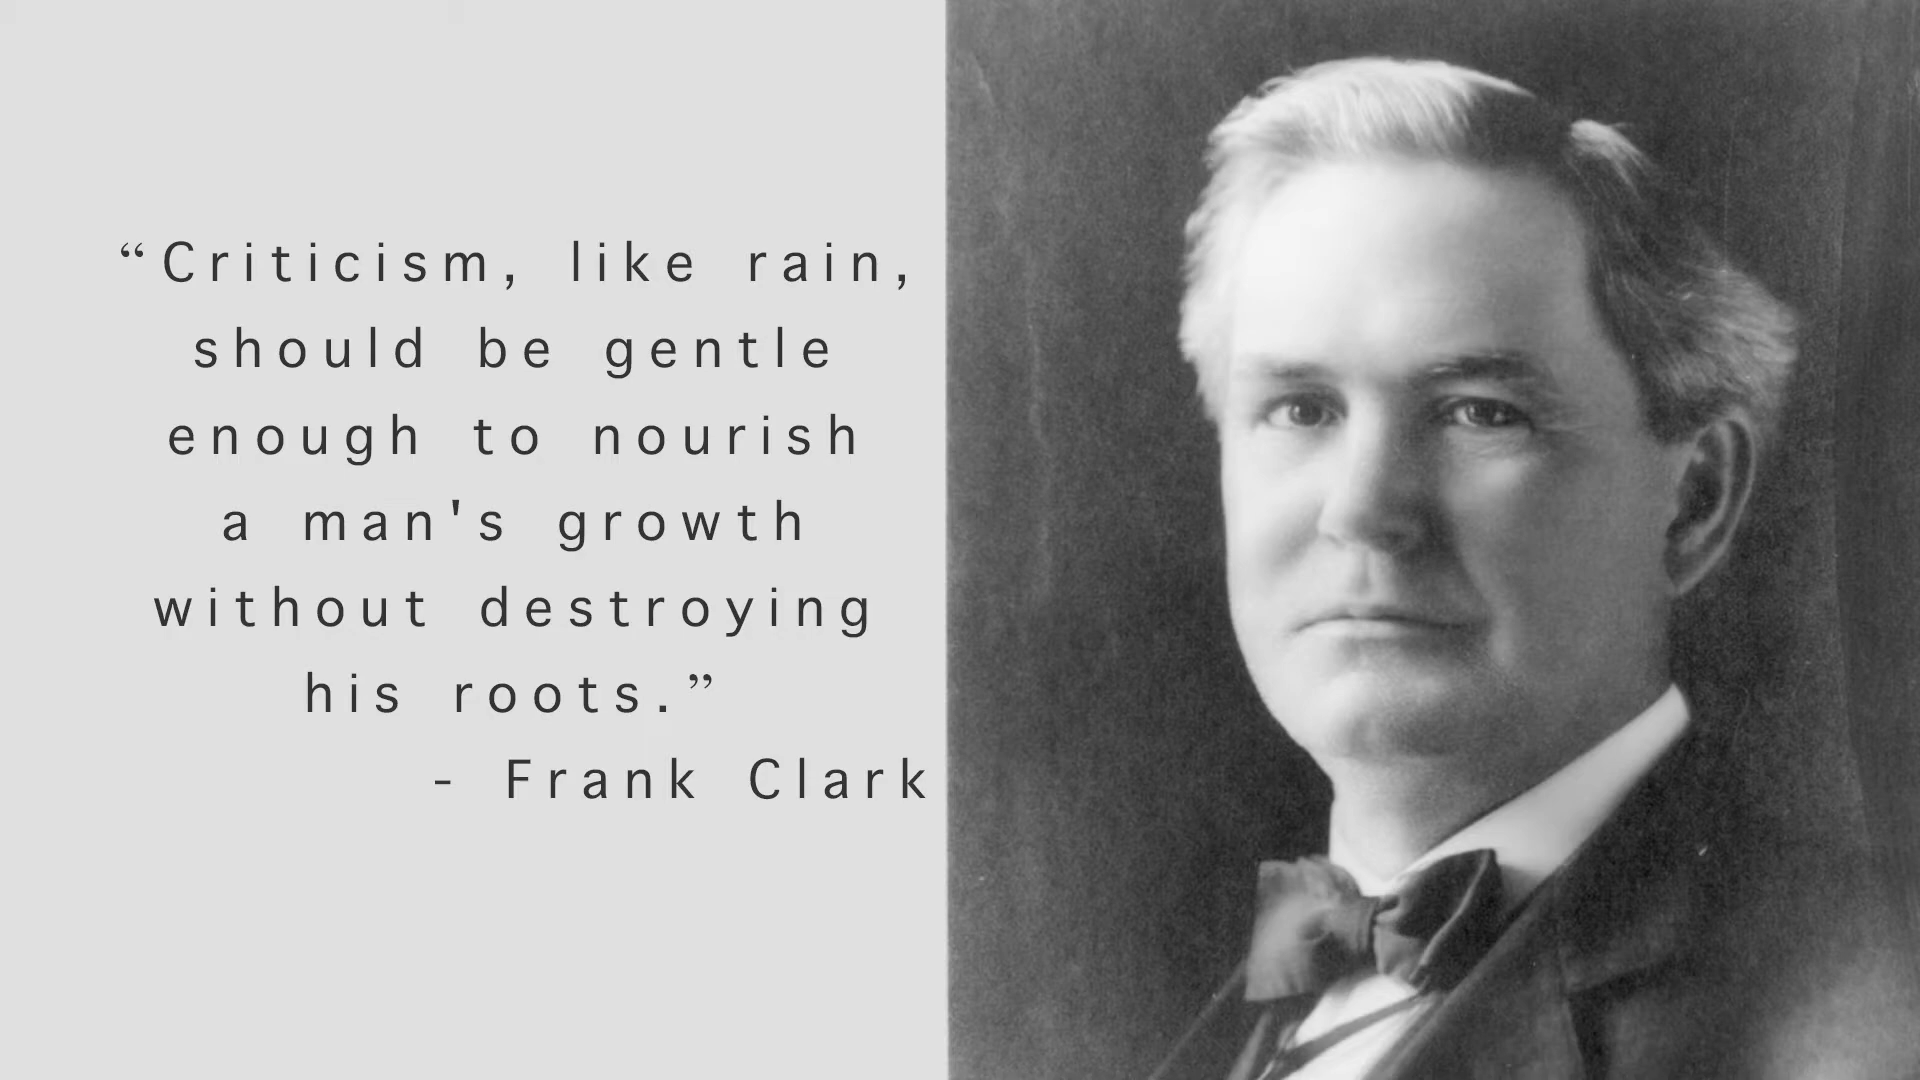 “Criticism, like rain,
should be gentle
enough to nourish
a man's growth
without destroying
his roots.”
- Frank Clark